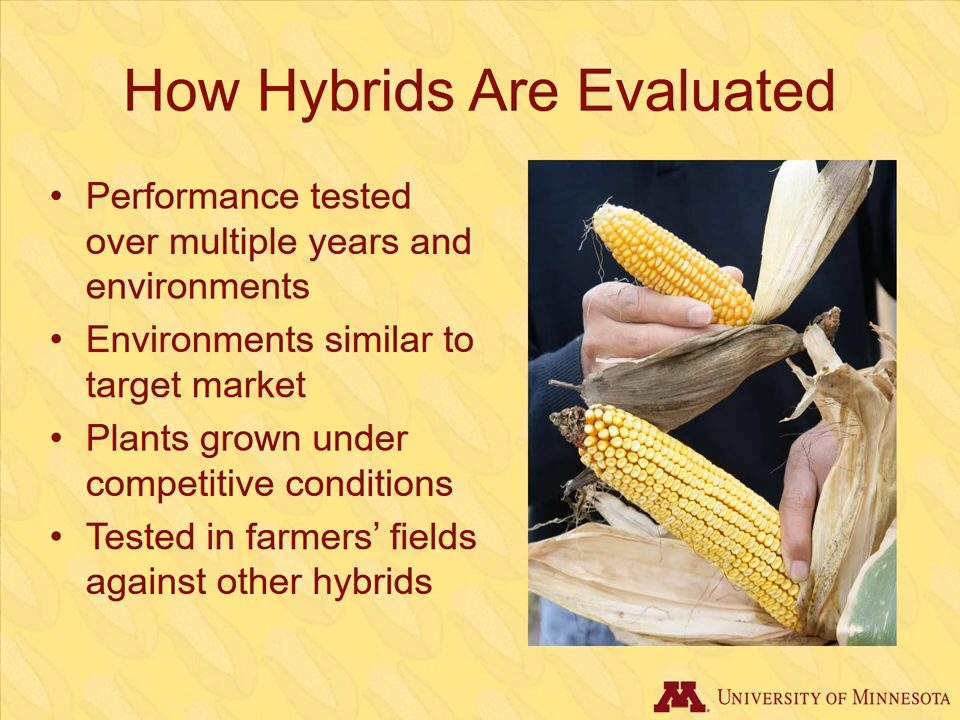 How Hybrids Are Evaluated
• Performance tested
over multiple years and
environments
• Environments similar to
target market
• Plants grown under
competitive conditions
• Tested in farmers’ fields
against other hybrids
M
UNIVERSITY OF MINNESOTA